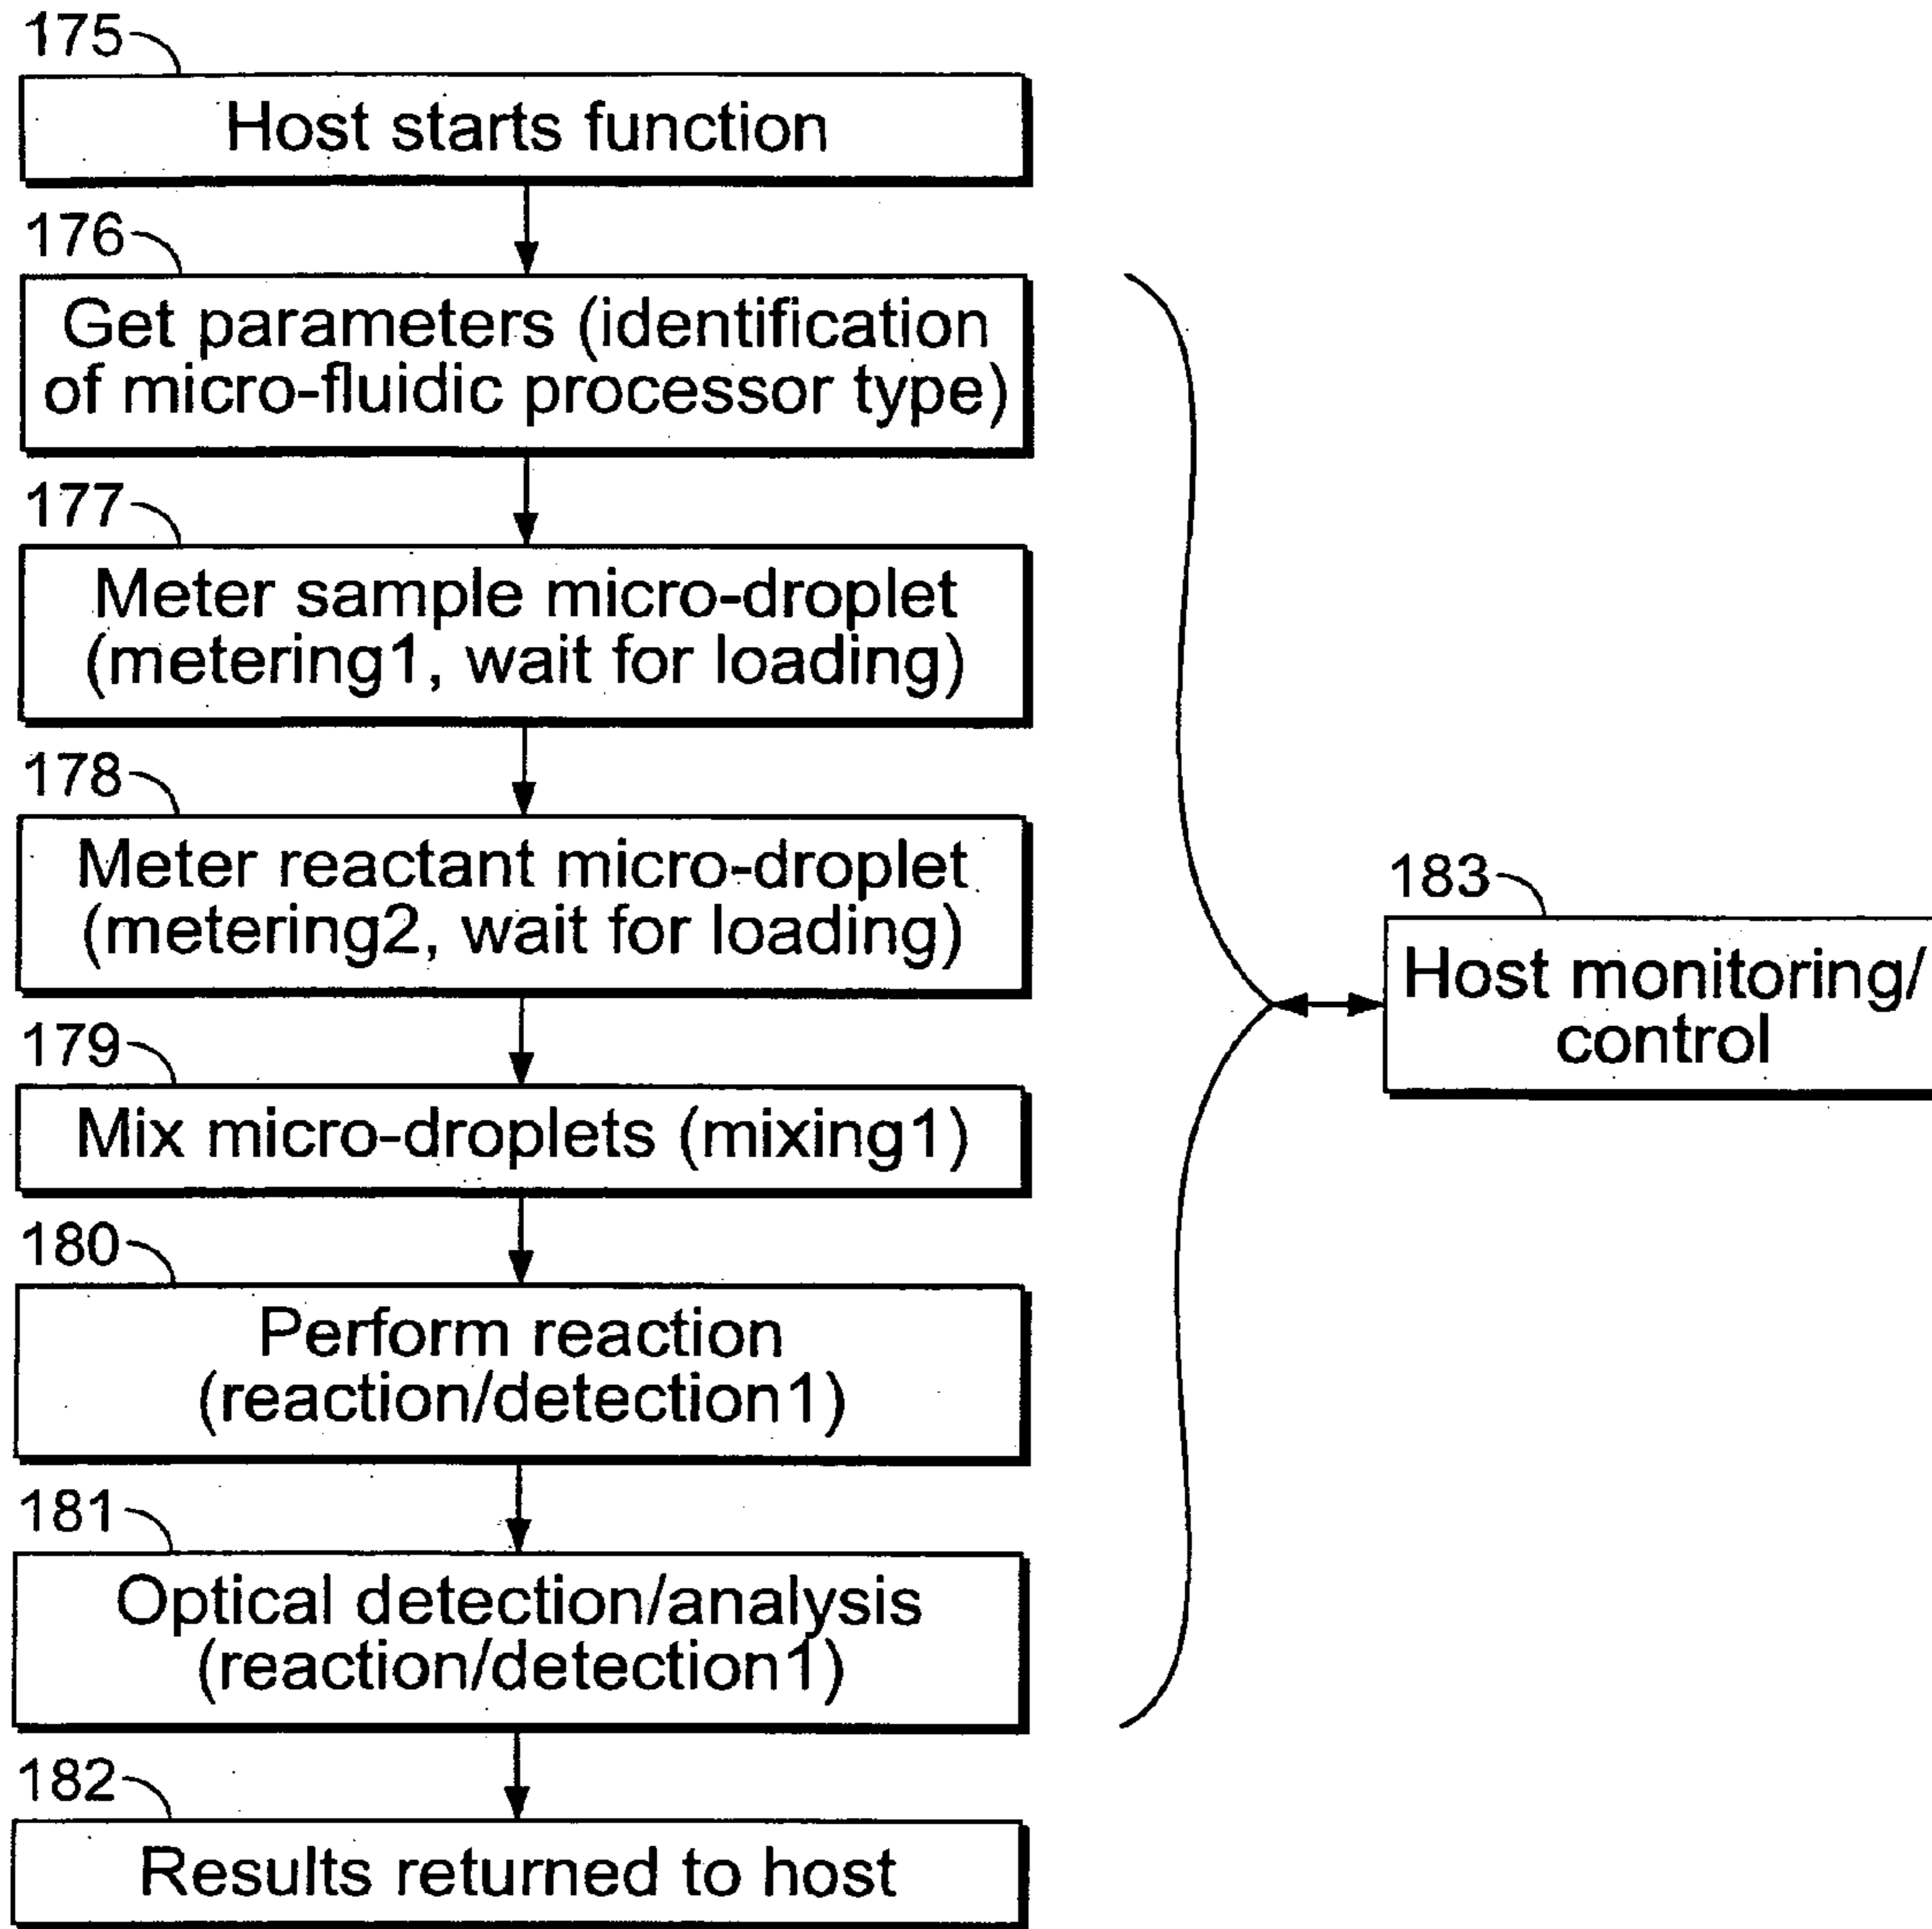 175
Host starts function
176
Get parameters (identification
of micro-fluidic processor type)
177
Meter sample micro-droplet
(metering1, wait for loading)
178
Meter reactant micro-droplet
(metering2, wait for loading)
179
Mix micro-droplets (mixing1)
180
Perform reaction
(reaction/detection1)
181
Optical detection/analysis
(reaction/detection1)
182
Results returned to host
183
Host monitoring/
control